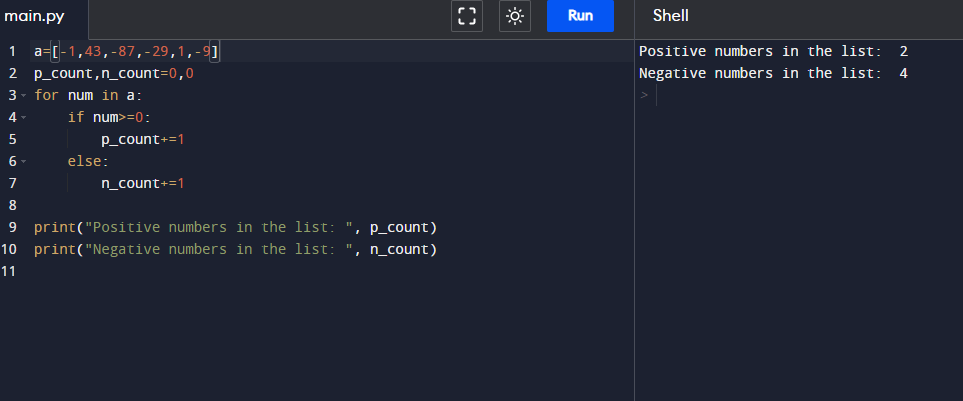 main.py
Run
Shell
1 a=[-1,43,-87,-29,1,-9]
2 p_count,n_count=0,0
3 for num in a:
4     if num>=0:
5         p_count+=1
6     else:
7         n_count+=1
8
9 print("Positive numbers in the list: ", p_count)
10 print("Negative numbers in the list: ", n_count)
11
Positive numbers in the list:  2
Negative numbers in the list:  4
>